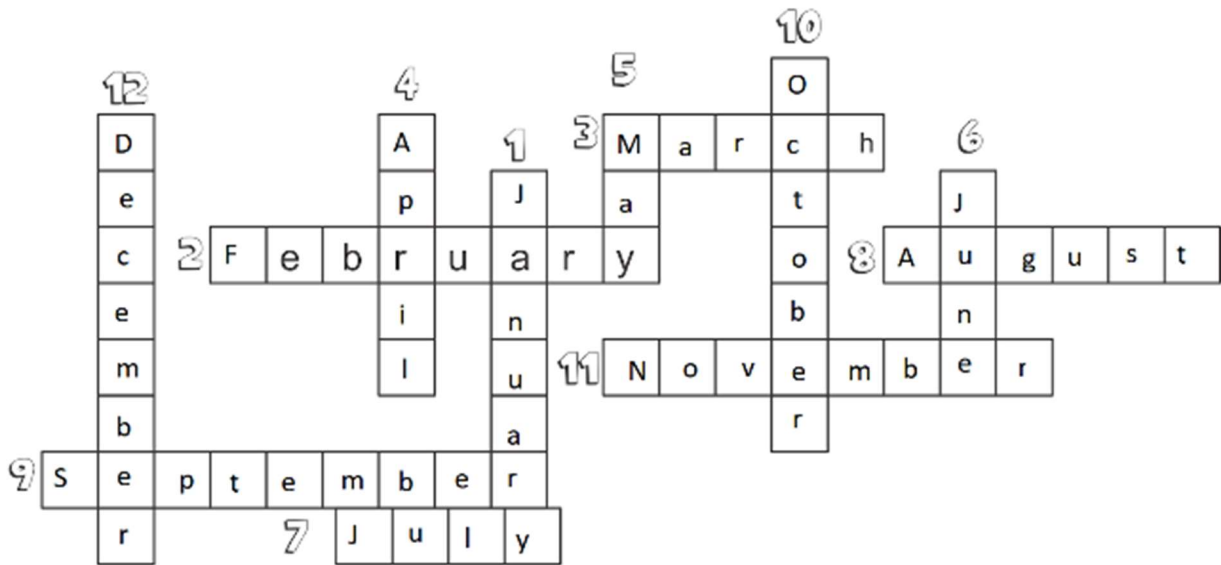 10
12 4 5 O
D A 1 3 M a r c h 6
e p J a t J
c 2 F e b r u a r y o 8 A u g u s t
e i n b n
m l u 11 N o v e m b e r
b a r
9 S e p t e m b e r
r 7 J u l y